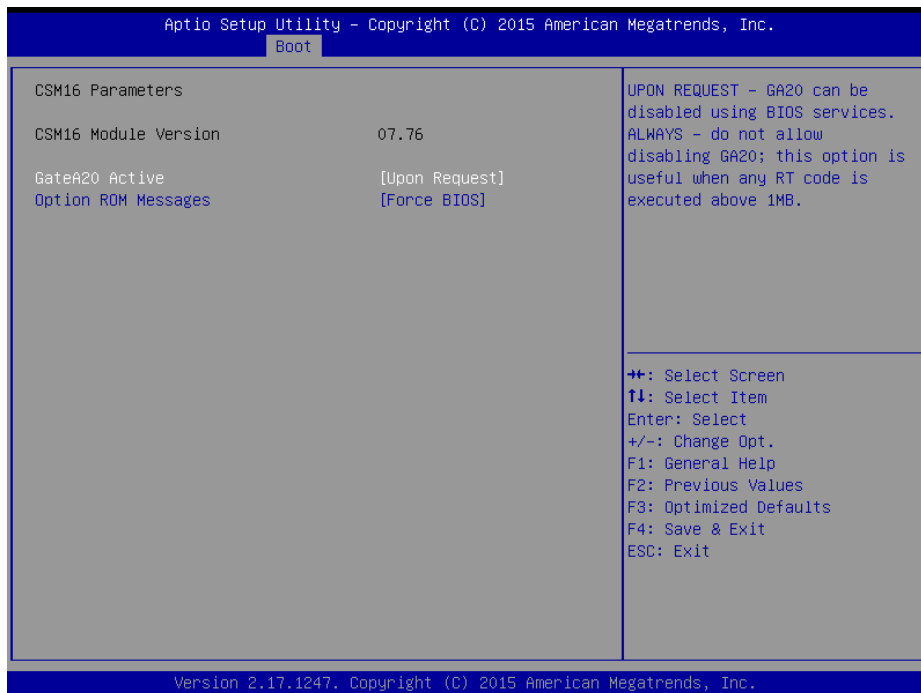 Aptio Setup Utility – Copyright (C) 2015 American Megatrends, Inc.
Boot
CSM16 Parameters
CSM16 Module Version 07.76
GateA20 Active [Upon Request]
Option ROM Messages [Force BIOS]
UPON REQUEST – GA20 can be
disabled using BIOS services.
ALWAYS – do not allow
disabling GA20; this option is
useful when any RT code is
executed above 1MB.
→←: Select Screen
↑↓: Select Item
Enter: Select
+/-: Change Opt.
F1: General Help
F2: Previous Values
F3: Optimized Defaults
F4: Save & Exit
ESC: Exit
Version 2.17.1247. Copyright (C) 2015 American Megatrends, Inc.